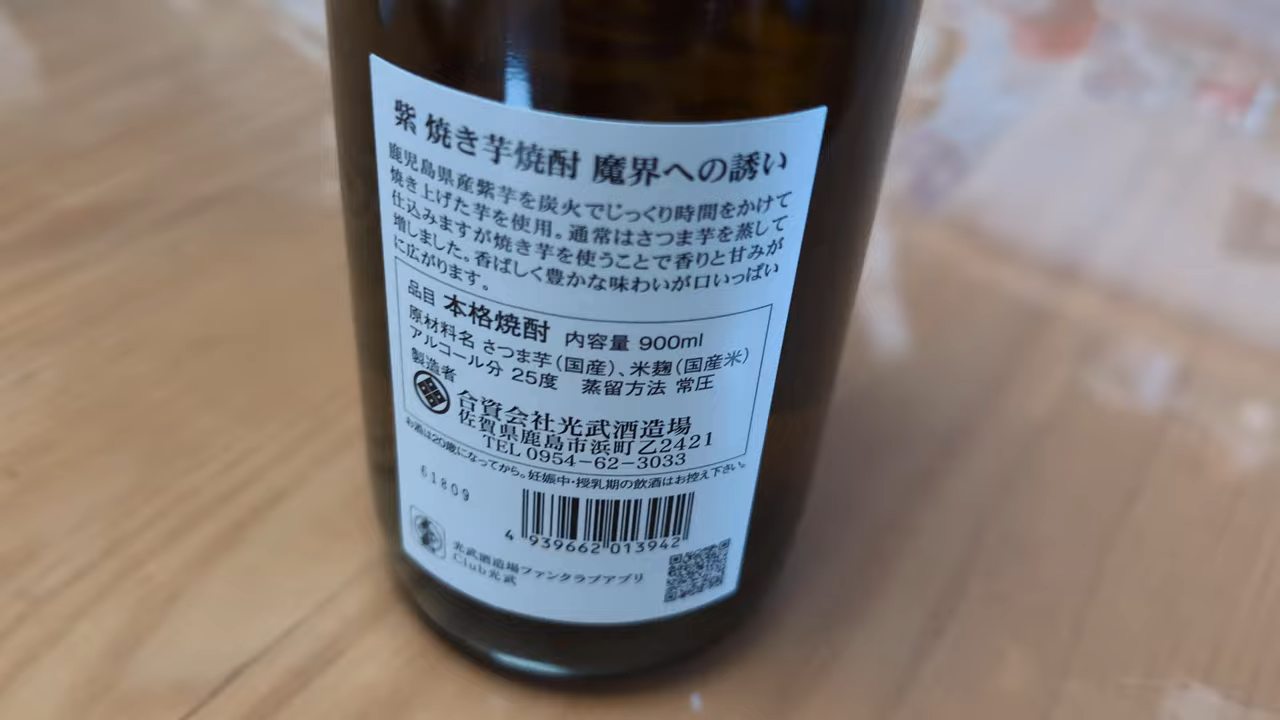 紫 焼き芋焼酎 魔界への誘い
鹿児島県産紫芋を炭火でじっくり時間をかけて
焼き上げた芋を使用。通常はさつま芋を蒸して
仕込みますが焼き芋を使うことで香りと甘みが
増しました。香ばしく豊かな味わいが口いっぱい
に広がります。
品目 本格焼酎 内容量 900ml
原材料名 さつま芋(国産)、米麹(国産米)
アルコール分 25度 蒸留方法 常圧
製造者
合資会社光武酒造場
佐賀県鹿島市浜町乙2421
TEL 0954-62-3033
お酒は20歳になってから。妊娠中・授乳期の飲酒はお控え下さい。
61809
4 939662 013942
光武酒造場ファンクラブアプリ
Club光武